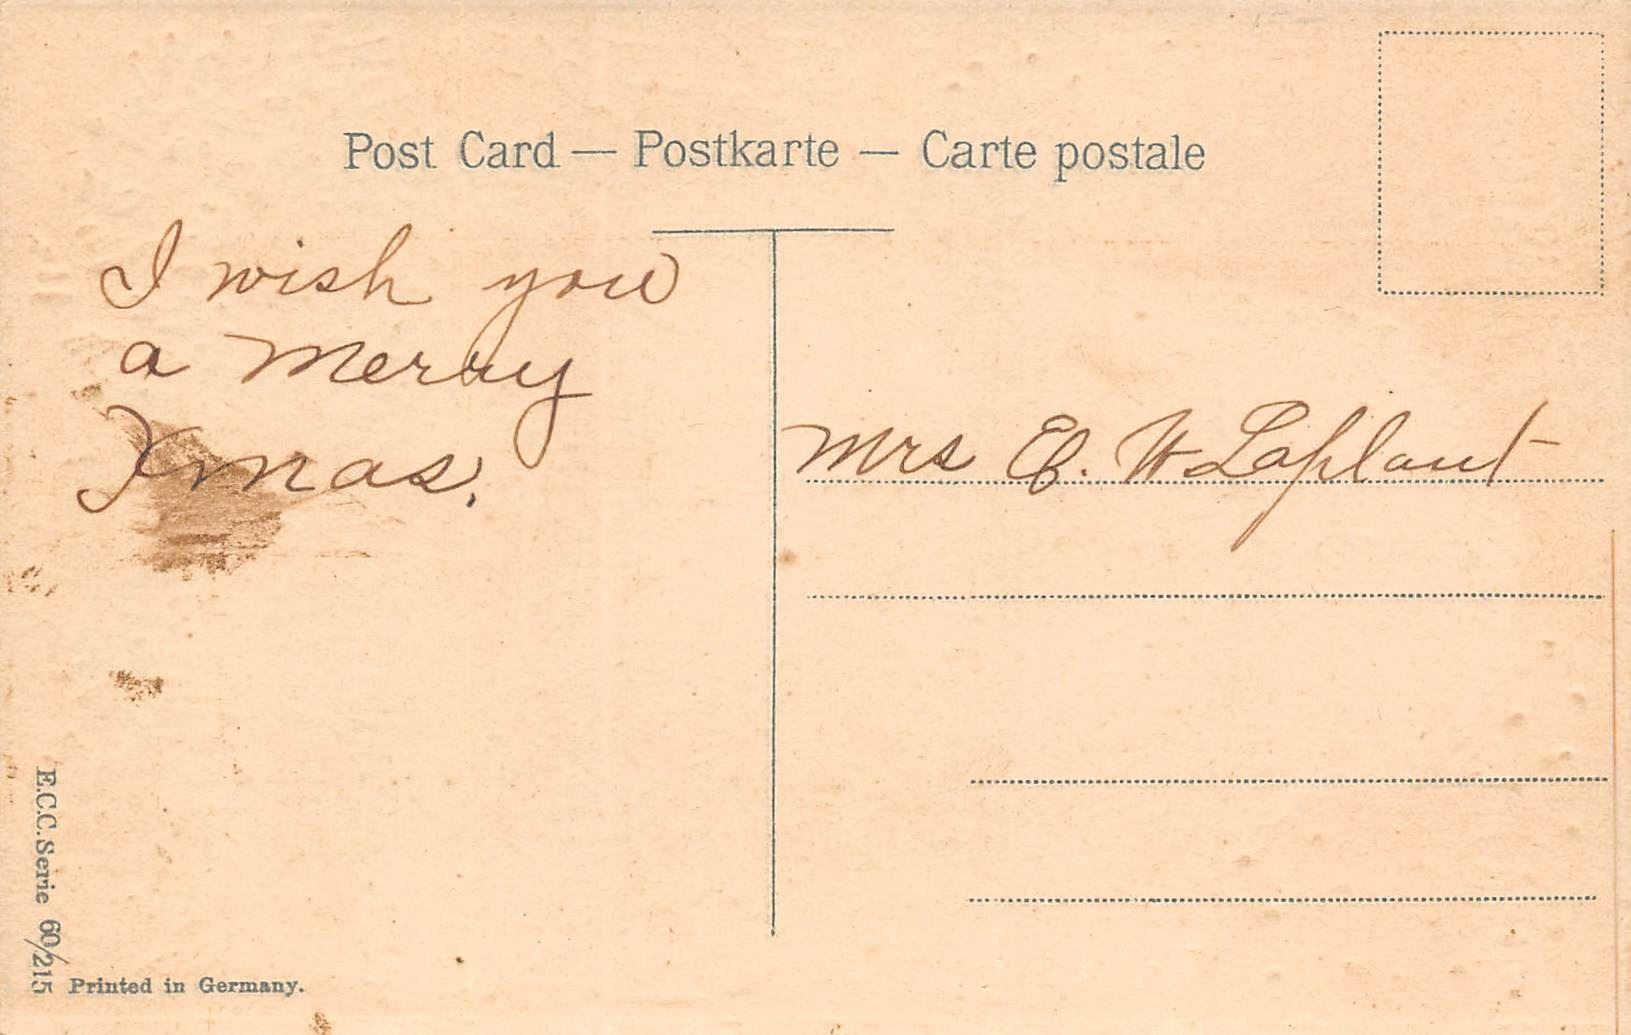 Post Card — Postkarte — Carte postale
I wish you
a Merry
Xmas.
Mrs E. W Laplant
E.C.C. Serie 60/215
Printed in Germany.